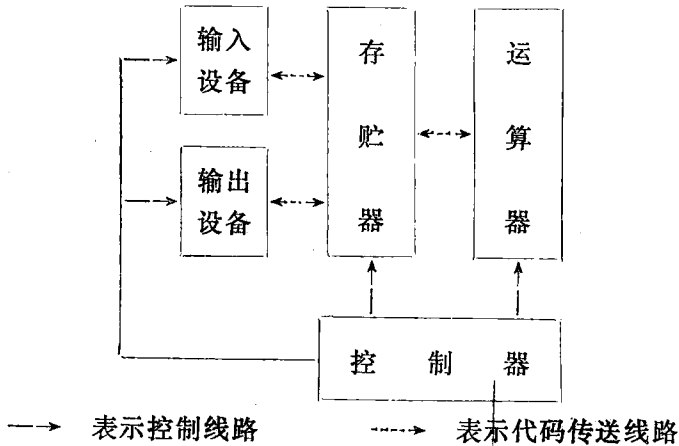 输入
设备
存贮器
运算器
输出
设备
控制器
表示控制线路
表示代码传送线路